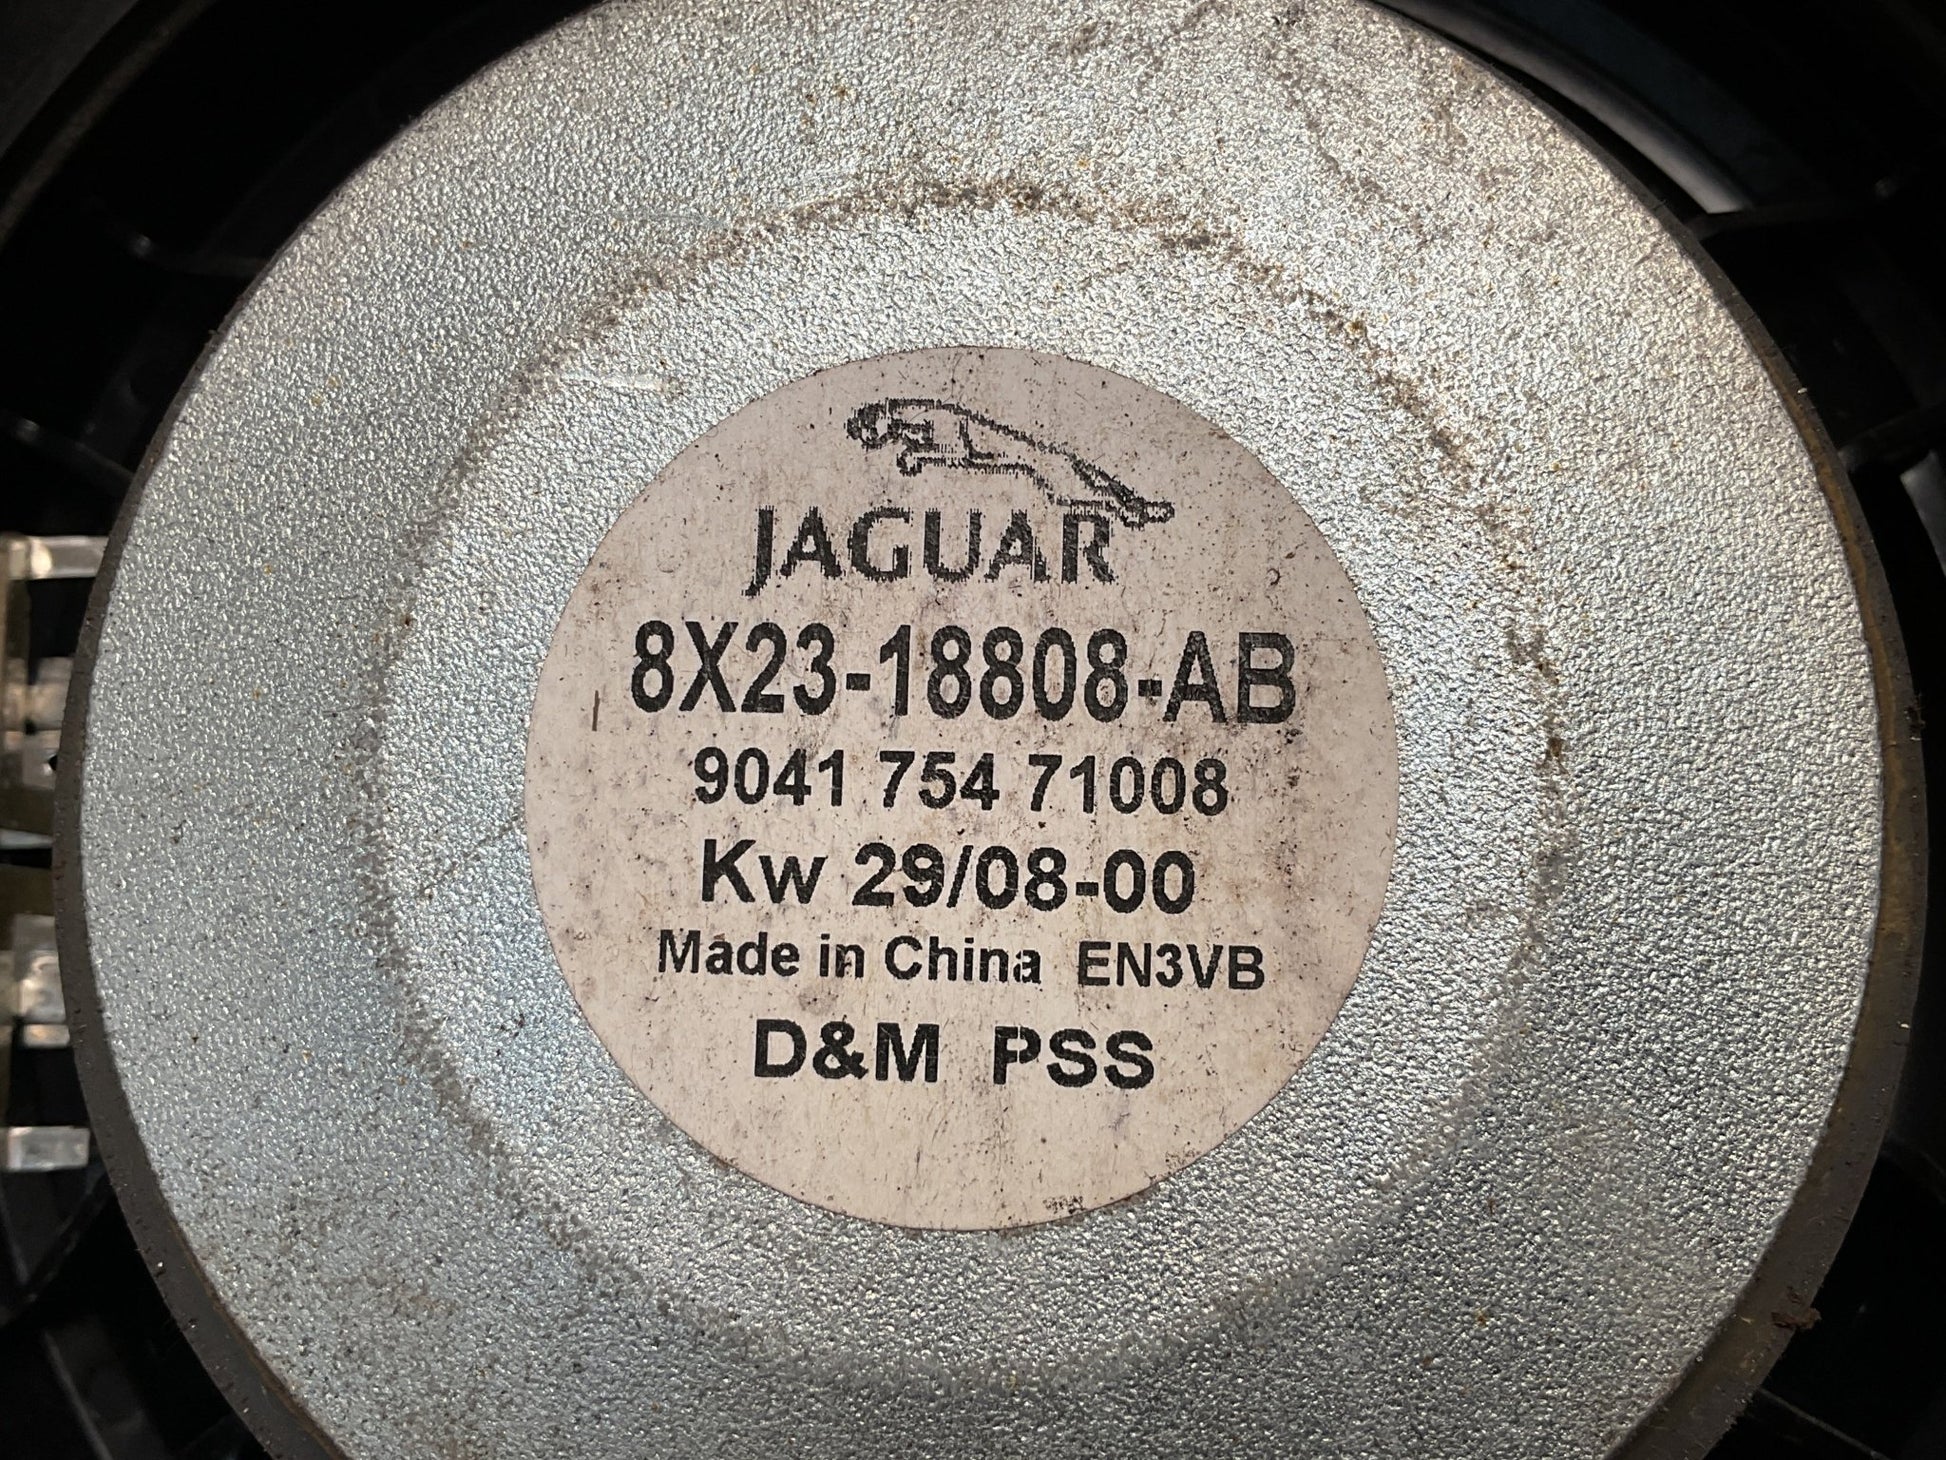 JAGUAR
8X23-18808-AB
9041 754 71008
Kw 29/08-00
Made in China EN3VB
D&M PSS